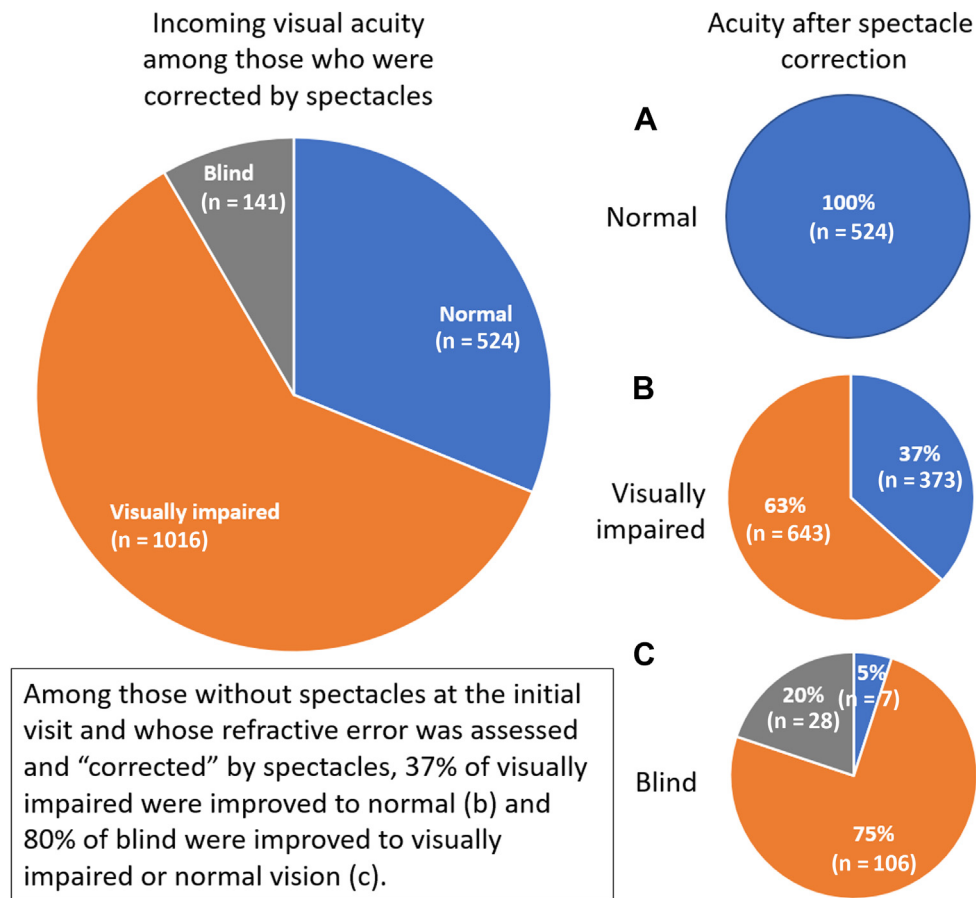 Incoming visual acuity
among those who were
corrected by spectacles
Blind
(n = 141)
Normal
(n = 524)
Visually impaired
(n = 1016)
Among those without spectacles at the initial
visit and whose refractive error was assessed
and “corrected” by spectacles, 37% of visually
impaired were improved to normal (b) and
80% of blind were improved to visually
impaired or normal vision (c).
Acuity after spectacle
correction
A
Normal
100%
(n = 524)
B
Visually
impaired
37%
(n = 373)
63%
(n = 643)
C
Blind
5%
(n = 7)
20%
(n = 28)
75%
(n = 106)